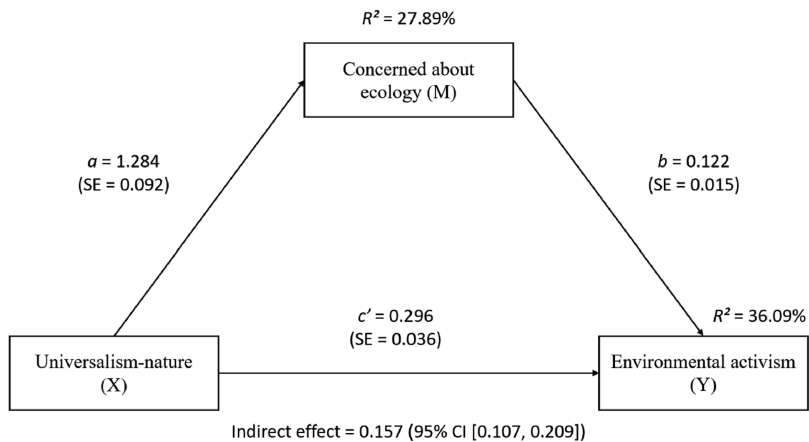 R² = 27.89%
Concerned about
ecology (M)
a = 1.284
(SE = 0.092)
b = 0.122
(SE = 0.015)
c' = 0.296
(SE = 0.036)
R² = 36.09%
Universalism-nature
(X)
Environmental activism
(Y)
Indirect effect = 0.157 (95% CI [0.107, 0.209])